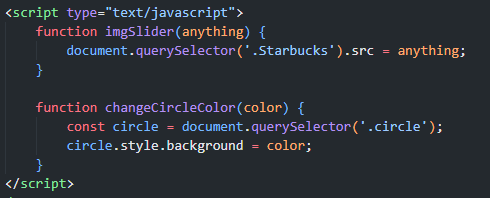 <script type="text/javascript">
function imgSlider(anything) {
document.querySelector('.Starbucks').src = anything;
}
function changeCircleColor(color) {
const circle = document.querySelector('.circle');
circle.style.background = color;
}
</script>